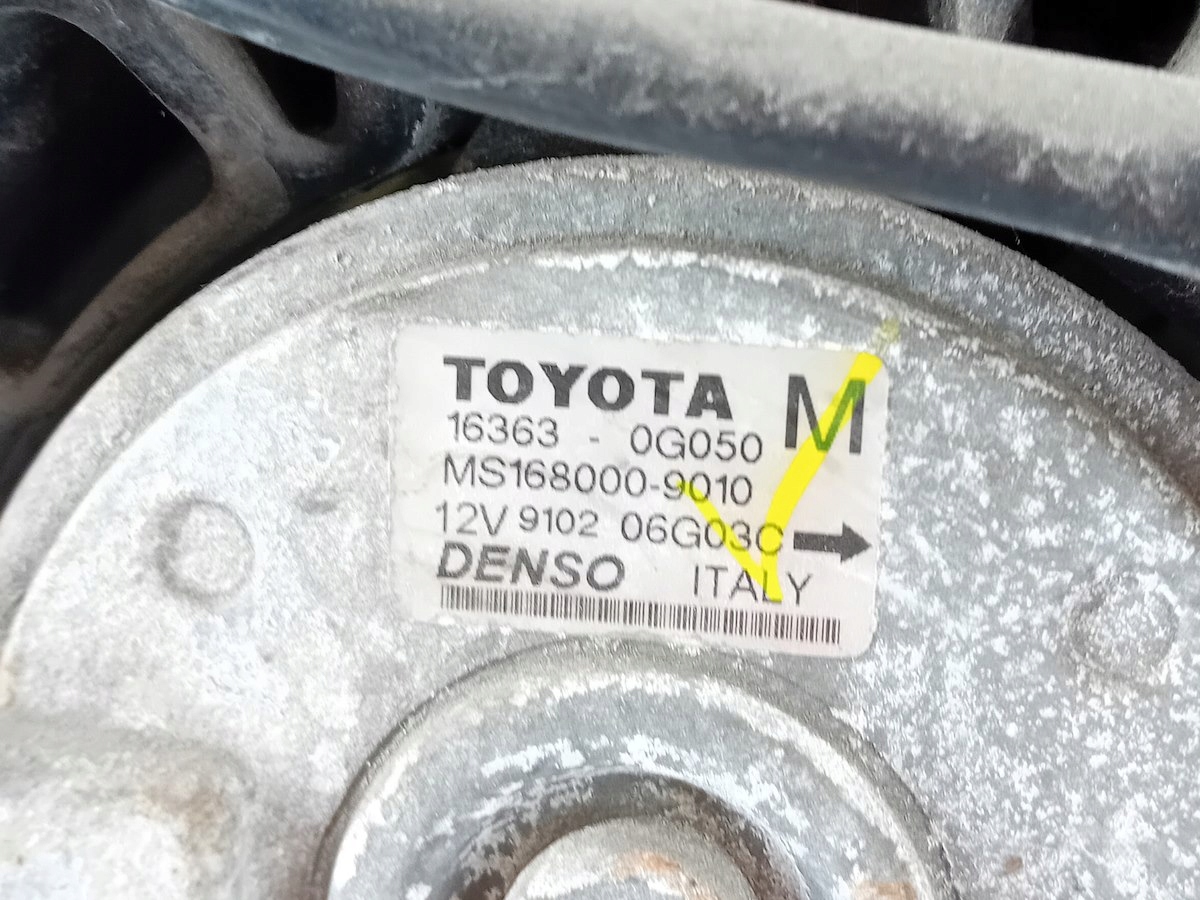 TOYOTA M
16363 - 0G050
MS168000-9010
12V 9102 06G03C
DENSO ITALY